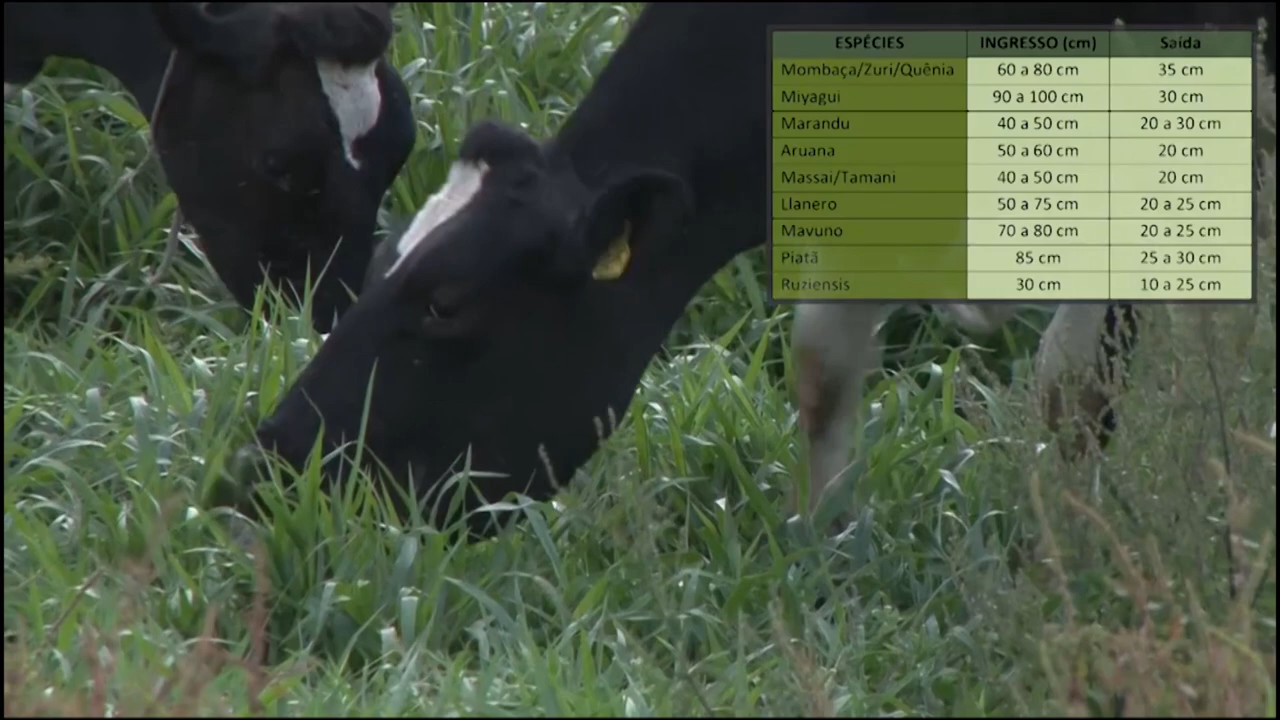 ESPÉCIES INGRESSO (cm) Saída
Mombaça/Zuri/Quênia 60 a 80 cm 35 cm
Miyagui 90 a 100 cm 30 cm
Marandu 40 a 50 cm 20 a 30 cm
Aruana 50 a 60 cm 20 cm
Massai/Tamani 40 a 50 cm 20 cm
Llanero 50 a 75 cm 20 a 25 cm
Mavuno 70 a 80 cm 20 a 25 cm
Piatã 85 cm 25 a 30 cm
Ruziensis 30 cm 10 a 25 cm